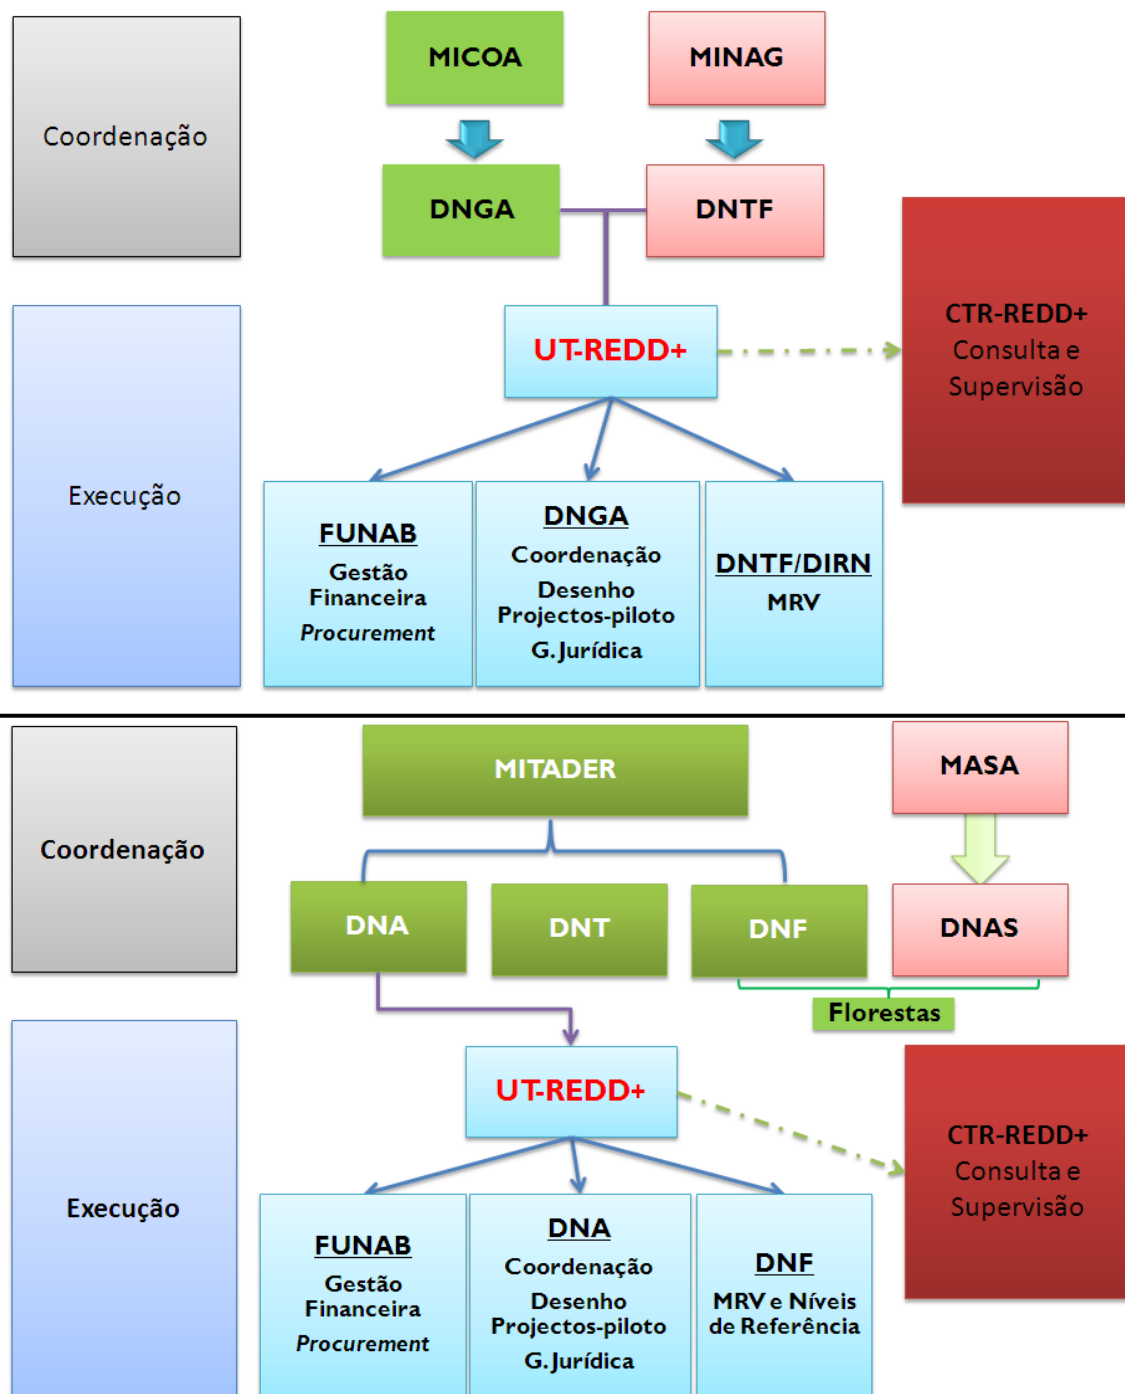 MICOA
MINAG
Coordenação
DNGA
DNTF
CTR-REDD+
Consulta e
Supervisão
UT-REDD+
Execução
FUNAB
Gestão
Financeira
Procurement
DNGA
Coordenação
Desenho
Projectos-piloto
G. Jurídica
DNTF/DIRN
MRV
MITADER
MASA
Coordenação
DNA
DNT
DNF
DNAS
Florestas
UT-REDD+
CTR-REDD+
Consulta e
Supervisão
Execução
FUNAB
Gestão
Financeira
Procurement
DNA
Coordenação
Desenho
Projectos-piloto
G. Jurídica
DNF
MRV e Níveis
de Referência